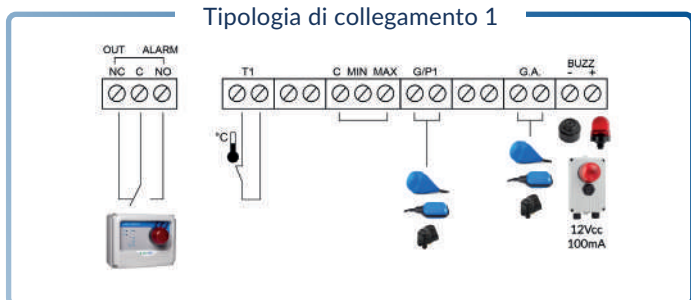 Tipologia di collegamento 1
OUT ALARM
NC C NO
T1
C MIN MAX
G/P1
G.A.
BUZZ
- +
°C
12Vcc
100mA